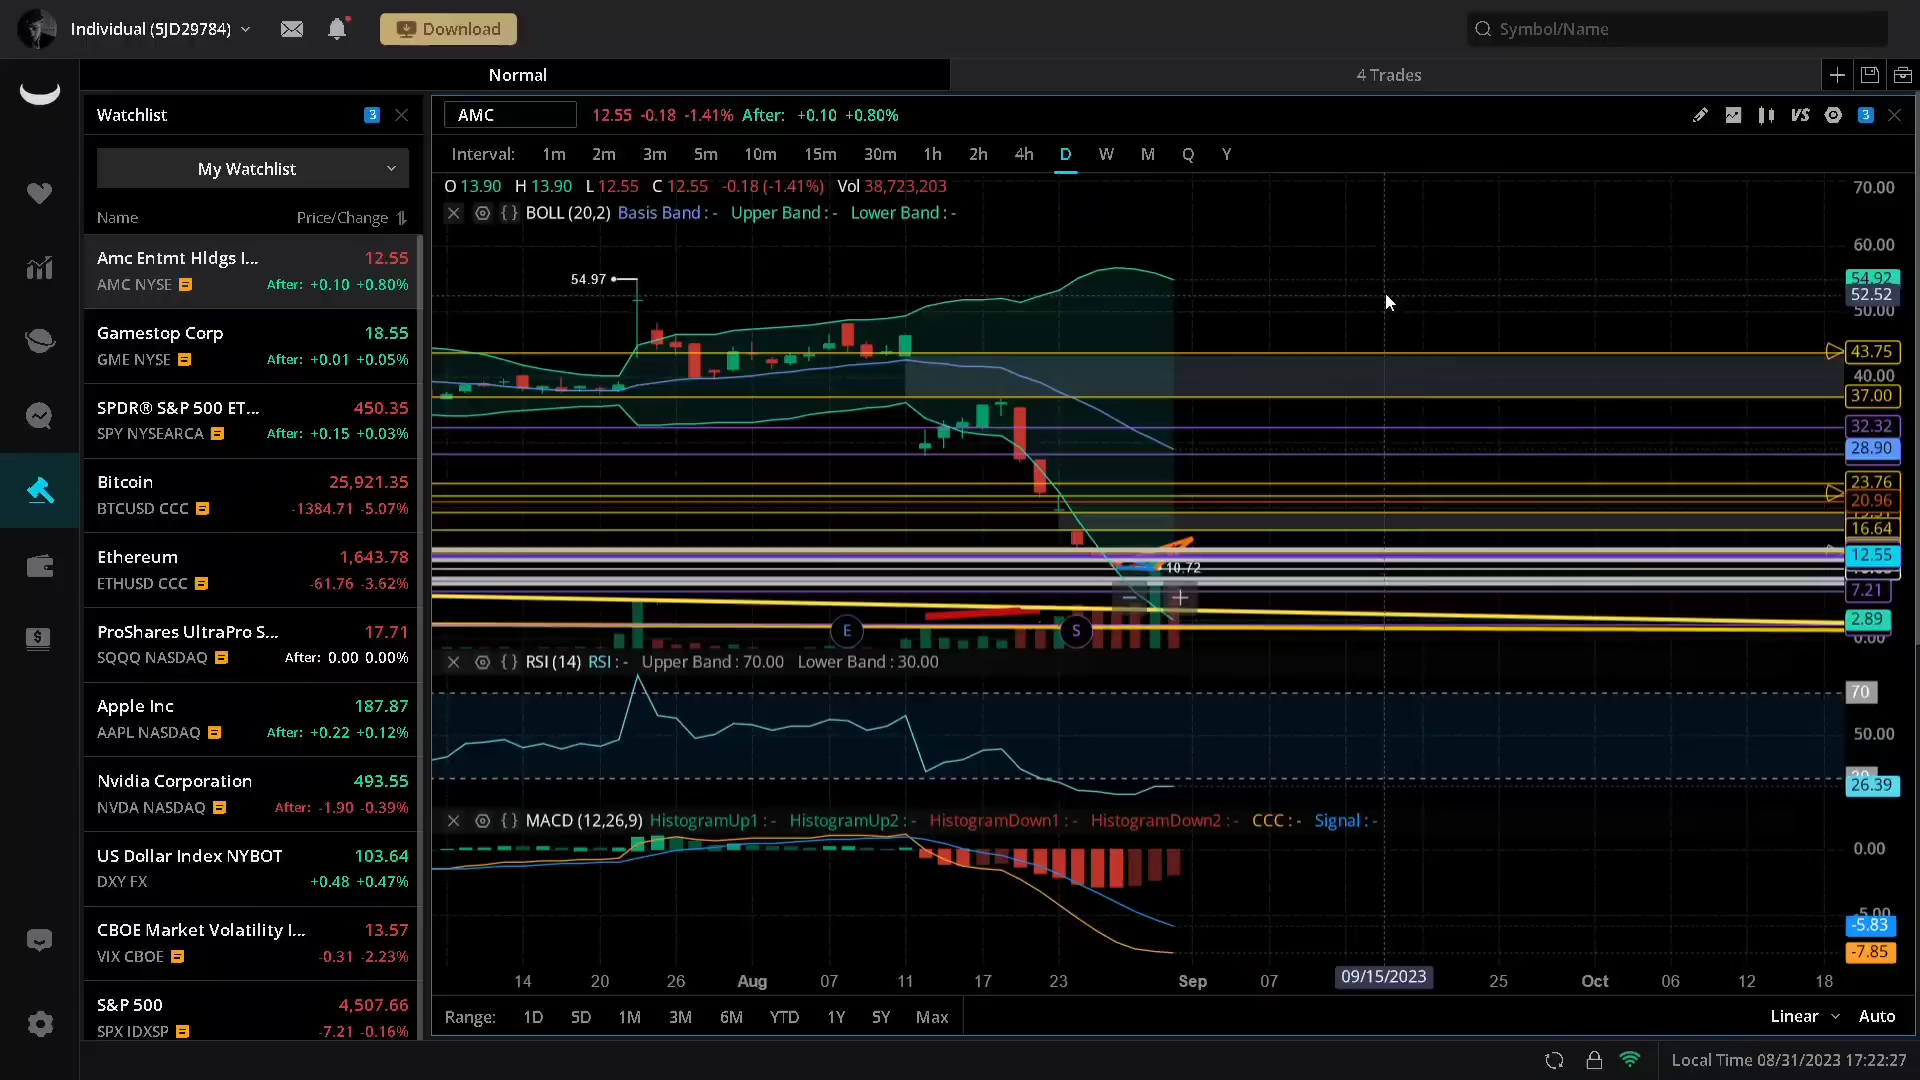 Individual (5JD29784)
Download
Symbol/Name
Normal
4 Trades
Watchlist
3
My Watchlist
Name
Price/Change
Amc Entmt Hldgs I...
12.55
AMC NYSE
After: +0.10 +0.80%
Gamestop Corp
18.55
GME NYSE
After: +0.01 +0.05%
SPDR® S&P 500 ET...
450.35
SPY NYSEARCA
After: +0.15 +0.03%
Bitcoin
25,921.35
BTCUSD CCC
-1384.71 -5.07%
Ethereum
1,643.78
ETHUSD CCC
-61.76 -3.62%
ProShares UltraPro S...
17.71
SQQQ NASDAQ
After: 0.00 0.00%
Apple Inc
187.87
AAPL NASDAQ
After: +0.22 +0.12%
Nvidia Corporation
493.55
NVDA NASDAQ
After: -1.90 -0.39%
US Dollar Index NYBOT
103.64
DXY FX
+0.48 +0.47%
CBOE Market Volatility I...
13.57
VIX CBOE
-0.31 -2.23%
S&P 500
4,507.66
SPX IDXSP
-7.21 -0.16%
AMC
12.55 -0.18 -1.41% After: +0.10 +0.80%
VS
3
Interval: 1m 2m 3m 5m 10m 15m 30m 1h 2h 4h D W M Q Y
O 13.90 H 13.90 L 12.55 C 12.55 -0.18 (-1.41%) Vol 38,723,203
BOLL (20,2) Basis Band : - Upper Band : - Lower Band : -
54.97
10.72
E
S
70.00
60.00
54.92
52.52
50.00
43.75
40.00
37.00
32.32
28.90
23.76
20.96
16.64
12.55
7.21
2.89
0.00
RSI (14) RSI : - Upper Band : 70.00 Lower Band : 30.00
70
50.00
26.39
MACD (12,26,9) HistogramUp1 : - HistogramUp2 : - HistogramDown1 : - HistogramDown2 : - CCC : - Signal : -
0.00
-5.83
-7.85
14 20 26 Aug 07 11 17 23 Sep 07 09/15/2023 25 Oct 06 12 18
Range: 1D 5D 1M 3M 6M YTD 1Y 5Y Max
Linear
Auto
Local Time 08/31/2023 17:22:27